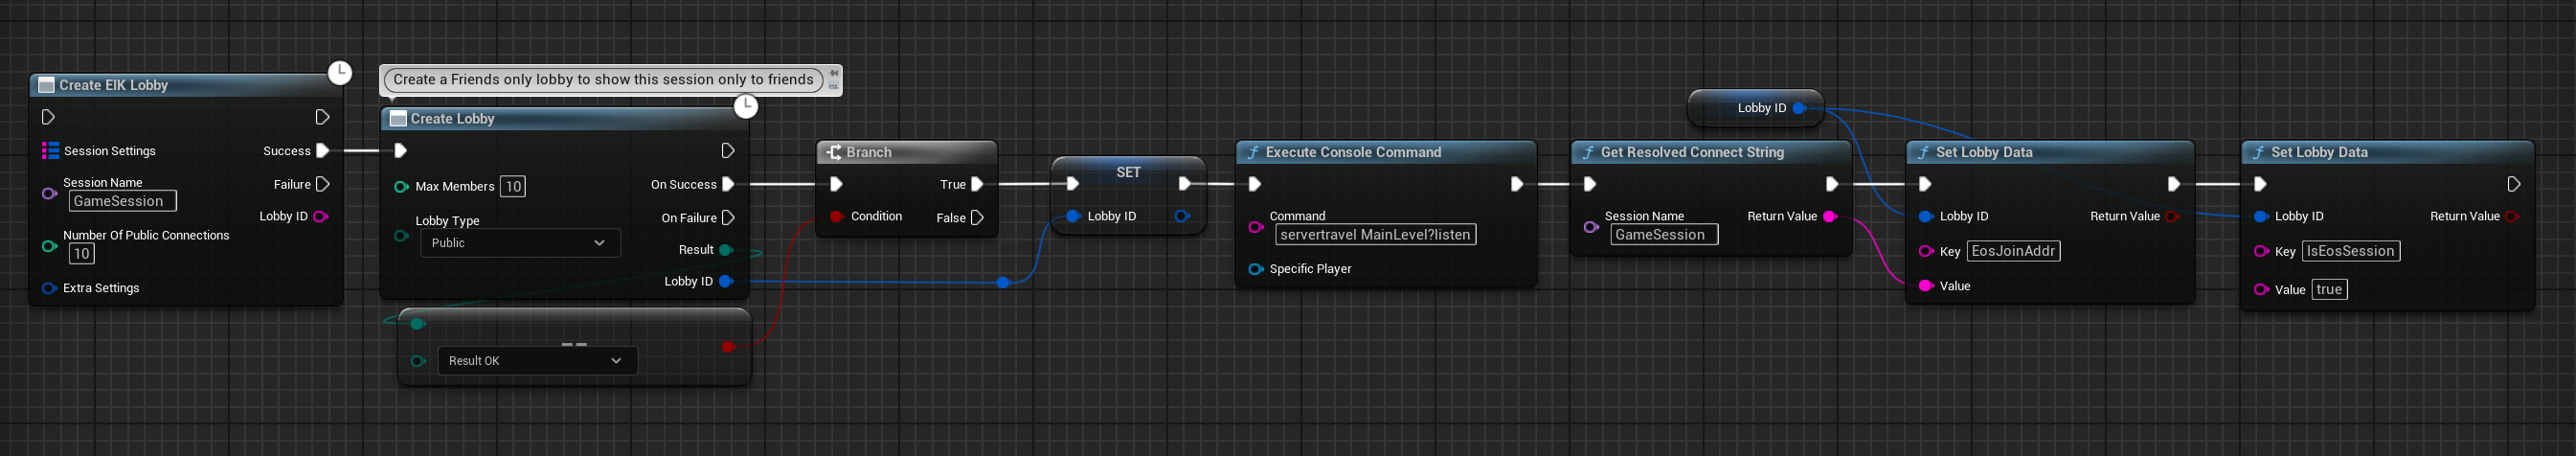 Create EIK Lobby
Session Settings
Success
Session Name
GameSession
Failure
Lobby ID
Number Of Public Connections
10
Extra Settings
Create a Friends only lobby to show this session only to friends
Create Lobby
Max Members 10
On Success
Lobby Type
Public
On Failure
Result
Lobby ID
==
Result OK
Branch
True
Condition
False
SET
Lobby ID
Execute Console Command
Command
servertravel MainLevel?listen
Specific Player
Get Resolved Connect String
Session Name
GameSession
Return Value
Lobby ID
Set Lobby Data
Lobby ID
Return Value
Key EosJoinAddr
Value
Set Lobby Data
Lobby ID
Return Value
Key IsEosSession
Value true